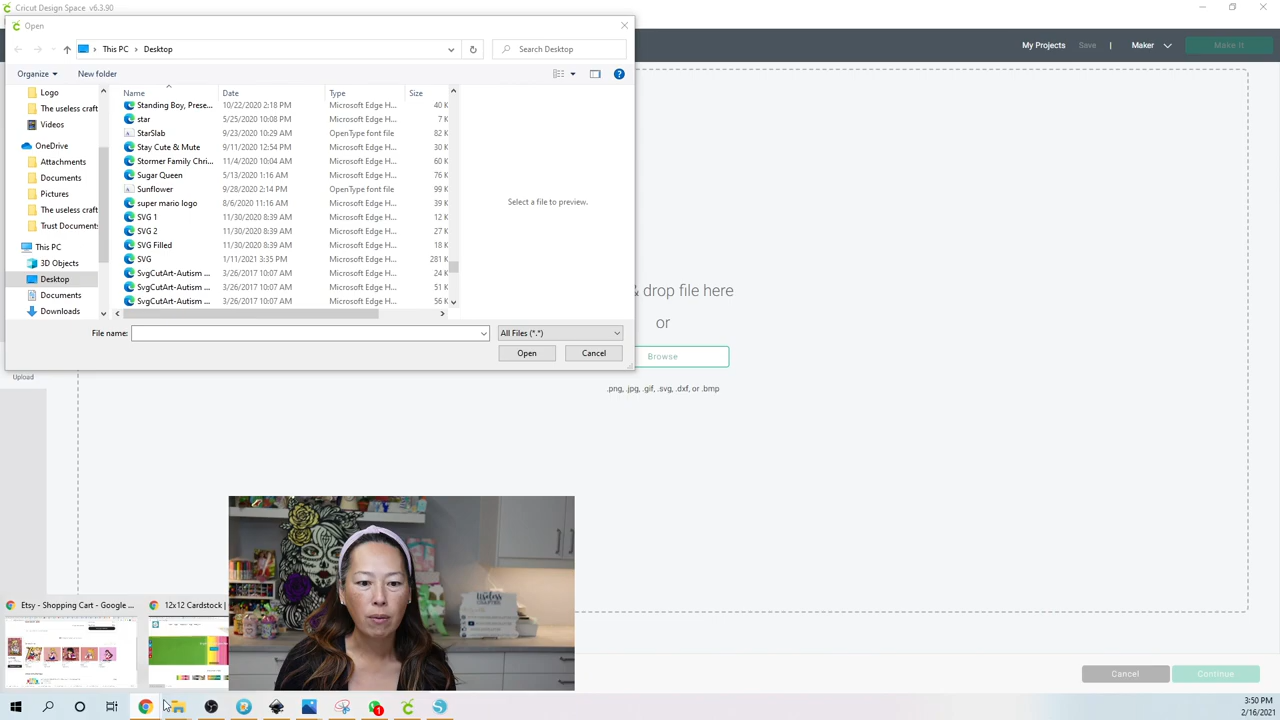 Cricut Design Space v6.3.90
Open
This PC > Desktop
Search Desktop
My Projects Save | Maker Make It
Organize New folder
Name Date Type Size
Logo
The useless craft
Videos
OneDrive
Attachments
Documents
Pictures
The useless craft
Trust Documents
This PC
3D Objects
Desktop
Documents
Downloads
Standing Boy, Prese... 10/22/2020 2:18 PM Microsoft Edge H... 40 K
star 5/25/2020 10:08 PM Microsoft Edge H... 7 K
StarSlab 9/23/2020 10:29 AM OpenType font file 82 K
Stay Cute & Mute 9/11/2020 12:54 PM Microsoft Edge H... 30 K
Stormer Family Chri... 11/4/2020 10:04 AM Microsoft Edge H... 60 K
Sugar Queen 5/13/2020 1:16 AM Microsoft Edge H... 76 K
Sunflower 9/28/2020 2:14 PM OpenType font file 99 K
super mario logo 8/6/2020 11:16 AM Microsoft Edge H... 39 K
SVG 1 11/30/2020 8:39 AM Microsoft Edge H... 12 K
SVG 2 11/30/2020 8:39 AM Microsoft Edge H... 27 K
SVG Filled 11/30/2020 8:39 AM Microsoft Edge H... 18 K
SVG 1/11/2021 3:35 PM Microsoft Edge H... 281 K
SvgCutArt-Autism ... 3/26/2017 10:07 AM Microsoft Edge H... 24 K
SvgCutArt-Autism ... 3/26/2017 10:07 AM Microsoft Edge H... 51 K
SvgCutArt-Autism ... 3/26/2017 10:07 AM Microsoft Edge H... 56 K
Select a file to preview.
File name: All Files (*.*)
Open Cancel
& drop file here
or
Browse
.png, .jpg, .gif, .svg, .dxf, or .bmp
Upload
Etsy - Shopping Cart - Google ...
12x12 Cardstock |
Cancel Continue
1
3:50 PM
2/16/2021